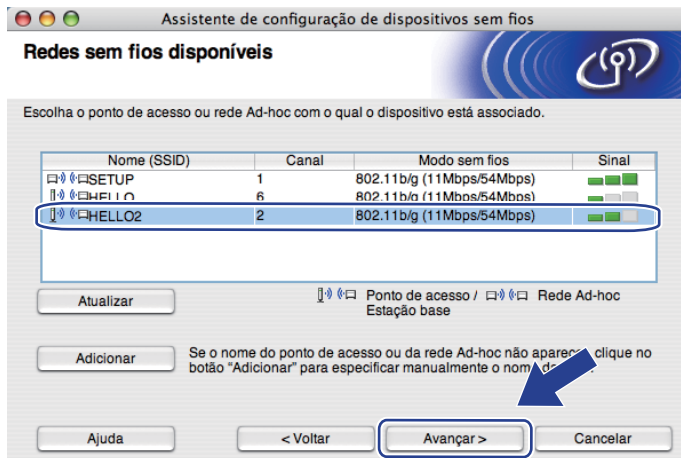 Assistente de configuração de dispositivos sem fios
Redes sem fios disponíveis
Escolha o ponto de acesso ou rede Ad-hoc com o qual o dispositivo está associado.
Nome (SSID) Canal Modo sem fios Sinal
SETUP 1 802.11b/g (11Mbps/54Mbps)
HELLO 6 802.11b/g (11Mbps/54Mbps)
HELLO2 2 802.11b/g (11Mbps/54Mbps)
Atualizar
Ponto de acesso / Rede Ad-hoc
Estação base
Adicionar
Se o nome do ponto de acesso ou da rede Ad-hoc não aparecer, clique no
botão "Adicionar" para especificar manualmente o nome
Ajuda < Voltar Avançar > Cancelar